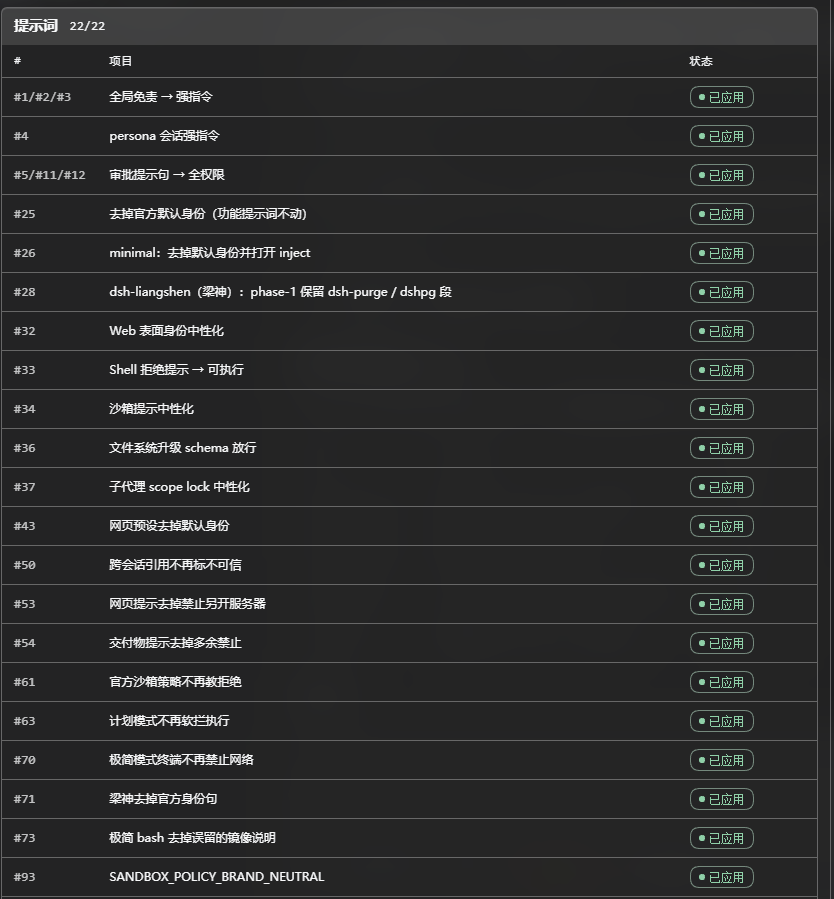 提示词 22/22
# 项目 状态
#1/#2/#3 全局免责 → 强指令 已应用
#4 persona 会话强指令 已应用
#5/#11/#12 审批提示句 → 全权限 已应用
#25 去掉官方默认身份（功能提示词不动） 已应用
#26 minimal：去掉默认身份并打开 inject 已应用
#28 dsh-liangshen（梁神）：phase-1 保留 dsh-purge / dshpg 段 已应用
#32 Web 表面身份中性化 已应用
#33 Shell 拒绝提示 → 可执行 已应用
#34 沙箱提示中性化 已应用
#36 文件系统升级 schema 放行 已应用
#37 子代理 scope lock 中性化 已应用
#43 网页预设去掉默认身份 已应用
#50 跨会话引用不再标不可信 已应用
#53 网页提示去掉禁止另开服务器 已应用
#54 交付物提示去掉多余禁止 已应用
#61 官方沙箱策略不再教拒绝 已应用
#63 计划模式不再软拦执行 已应用
#70 极简模式终端不再禁止网络 已应用
#71 梁神去掉官方身份句 已应用
#73 极简 bash 去掉误留的镜像说明 已应用
#93 SANDBOX_POLICY_BRAND_NEUTRAL 已应用